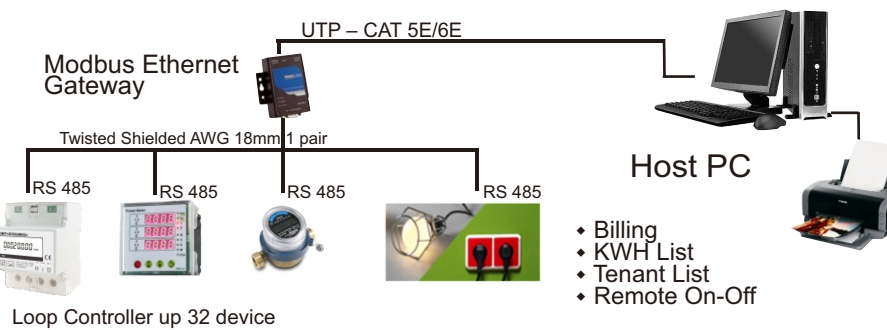 UTP – CAT 5E/6E
Modbus Ethernet
Gateway
Twisted Shielded AWG 18mm 1 pair
RS 485
RS 485
RS 485
RS 485
Host PC
Billing
KWH List
Tenant List
Remote On-Off
Loop Controller up 32 device